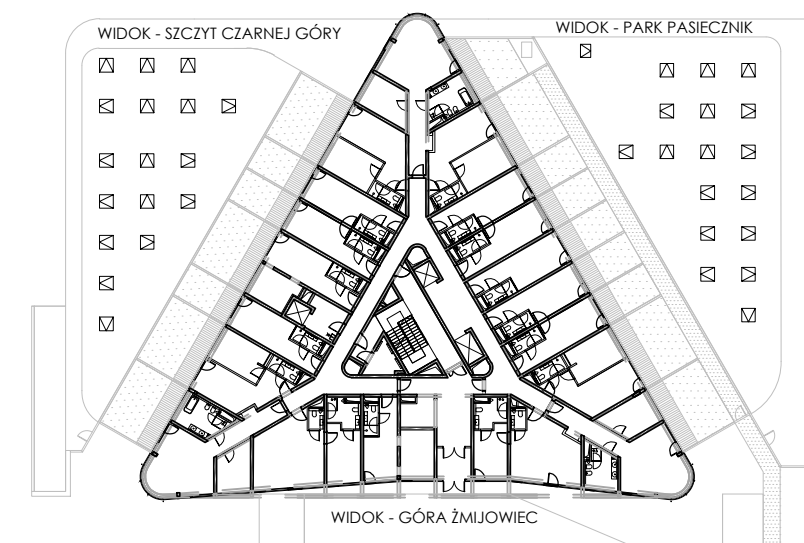 WIDOK - SZCZYT CZARNEJ GÓRY
WIDOK - PARK PASIECZNIK
WIDOK - GÓRA ŻMIJOWIEC